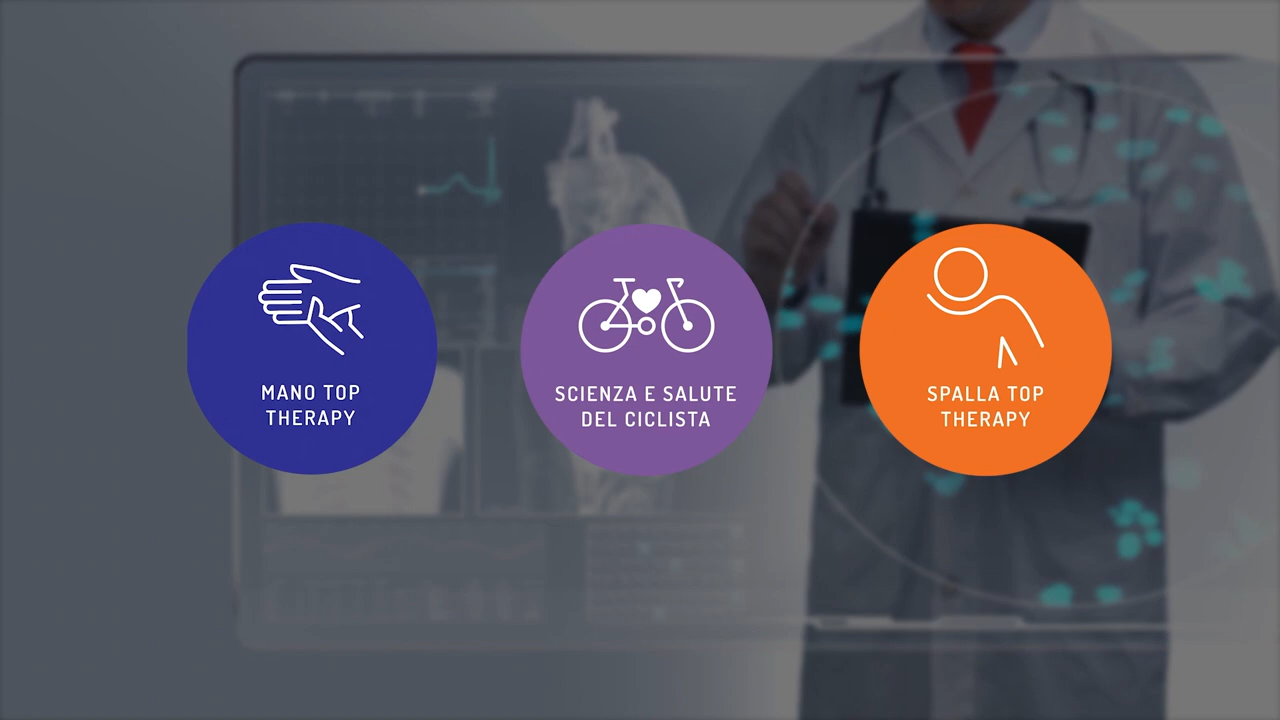 MANO TOP
THERAPY
SCIENZA E SALUTE
DEL CICLISTA
SPALLA TOP
THERAPY